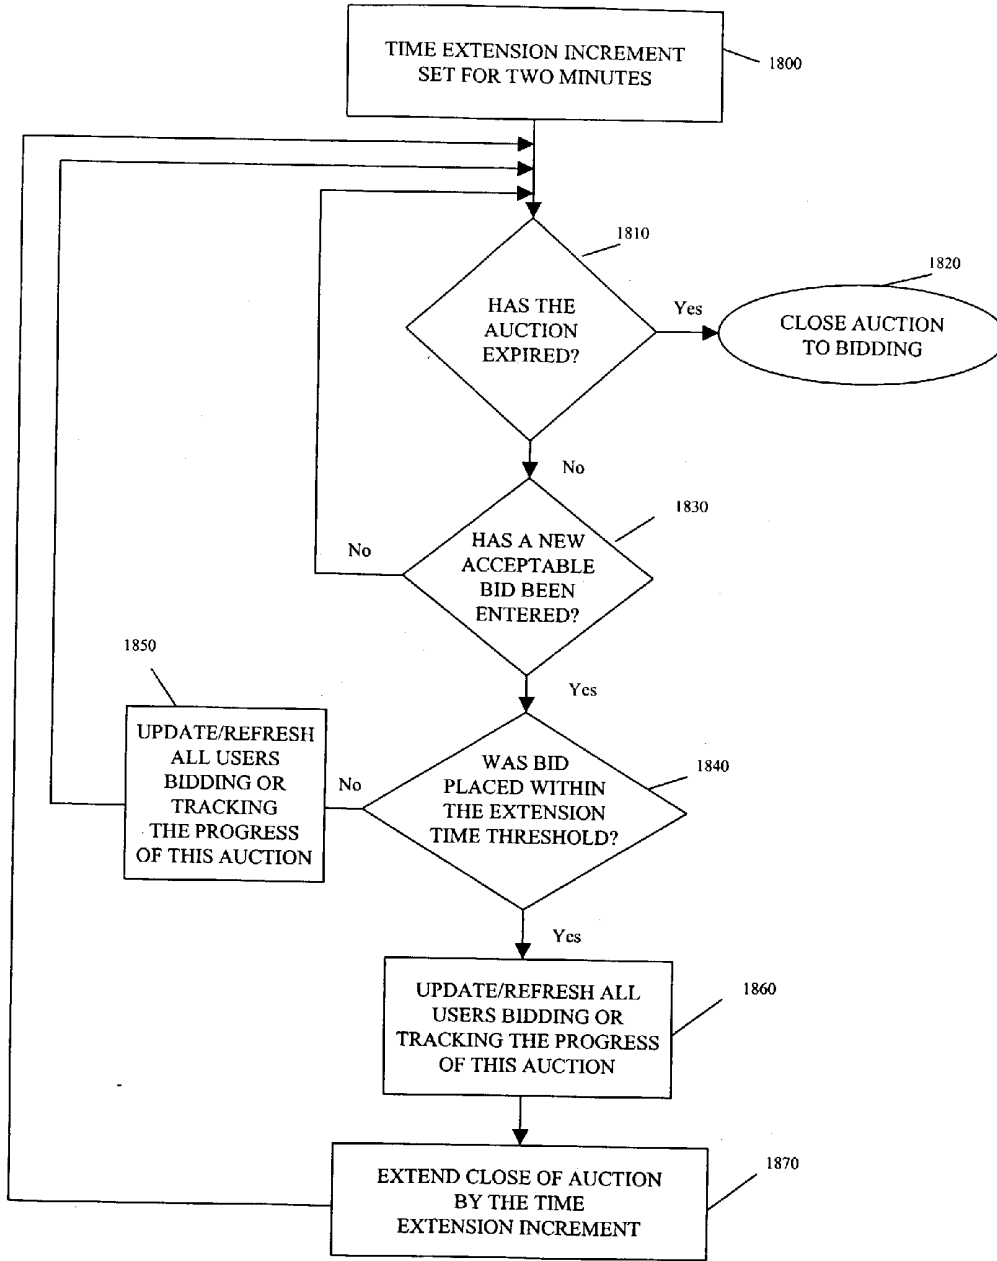 TIME EXTENSION INCREMENT
SET FOR TWO MINUTES
1800
1810
HAS THE
AUCTION
EXPIRED?
Yes
1820
CLOSE AUCTION
TO BIDDING
No
1830
HAS A NEW
ACCEPTABLE
BID BEEN
ENTERED?
No
Yes
1840
WAS BID
PLACED WITHIN
THE EXTENSION
TIME THRESHOLD?
No
1850
UPDATE/REFRESH
ALL USERS
BIDDING OR
TRACKING
THE PROGRESS
OF THIS AUCTION
Yes
1860
UPDATE/REFRESH ALL
USERS BIDDING OR
TRACKING THE PROGRESS
OF THIS AUCTION
1870
EXTEND CLOSE OF AUCTION
BY THE TIME
EXTENSION INCREMENT